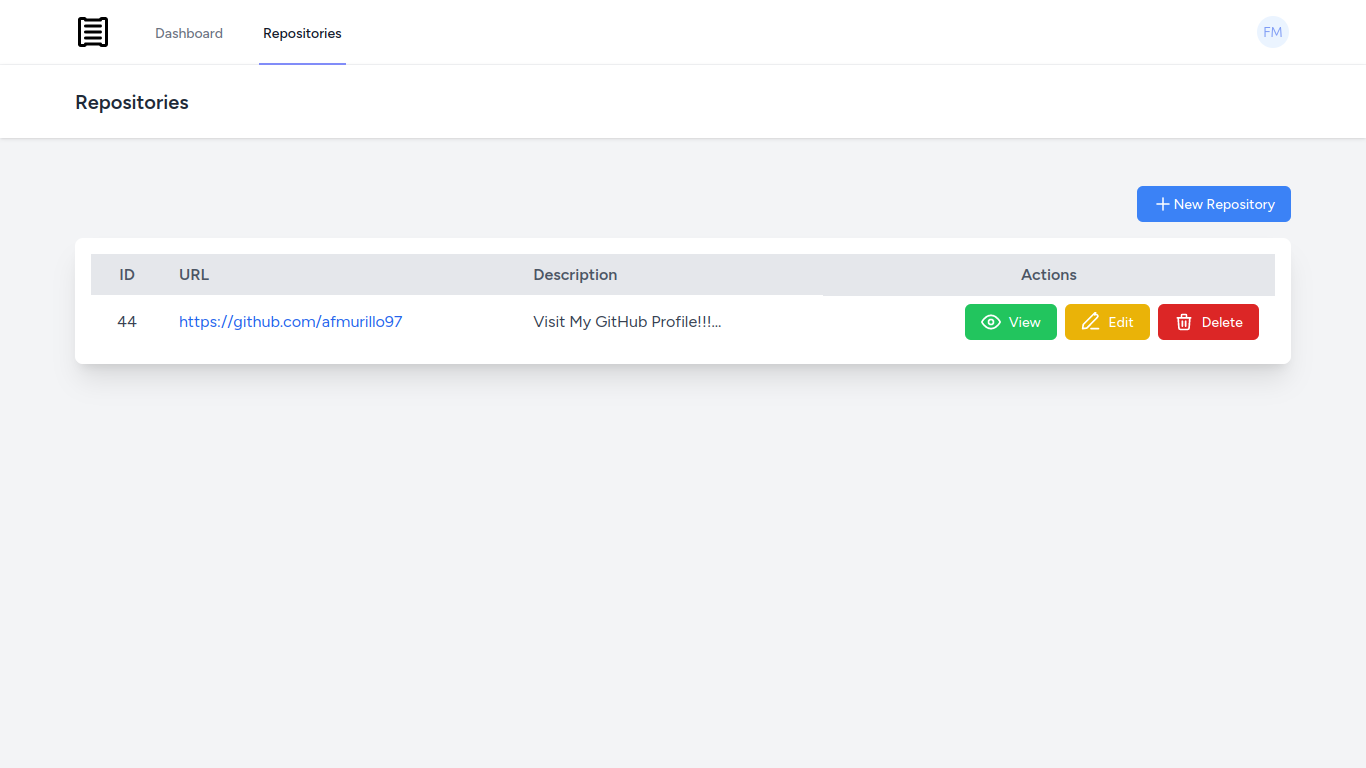 Dashboard Repositories FM
Repositories
New Repository
ID URL Description Actions
44 https://github.com/afmurillo97 Visit My GitHub Profile!!!... View Edit Delete